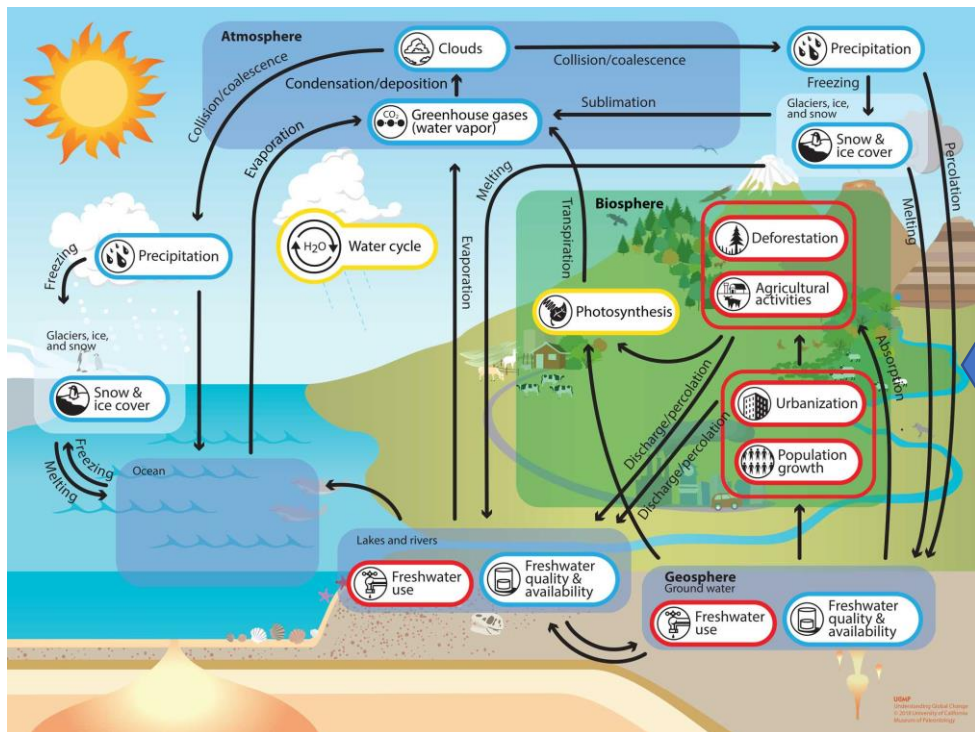 Atmosphere
Clouds
Collision/coalescence
Precipitation
Collision/coalescence
Condensation/deposition
Freezing
Greenhouse gases
(water vapor)
CO₂
Sublimation
Glaciers, ice,
and snow
Snow &
ice cover
Evaporation
Melting
Percolation
Melting
Biosphere
Transpiration
Deforestation
Agricultural
activities
H₂O
Water cycle
Evaporation
Precipitation
Freezing
Photosynthesis
Absorption
Glaciers, ice,
and snow
Snow &
ice cover
Urbanization
Population
growth
Discharge/percolation
Discharge/percolation
Freezing
Melting
Ocean
Lakes and rivers
Freshwater
use
Freshwater
quality &
availability
Geosphere
Ground water
Freshwater
use
Freshwater
quality &
availability
Understanding Global Change
© 2018 University of California
Museum of Paleontology